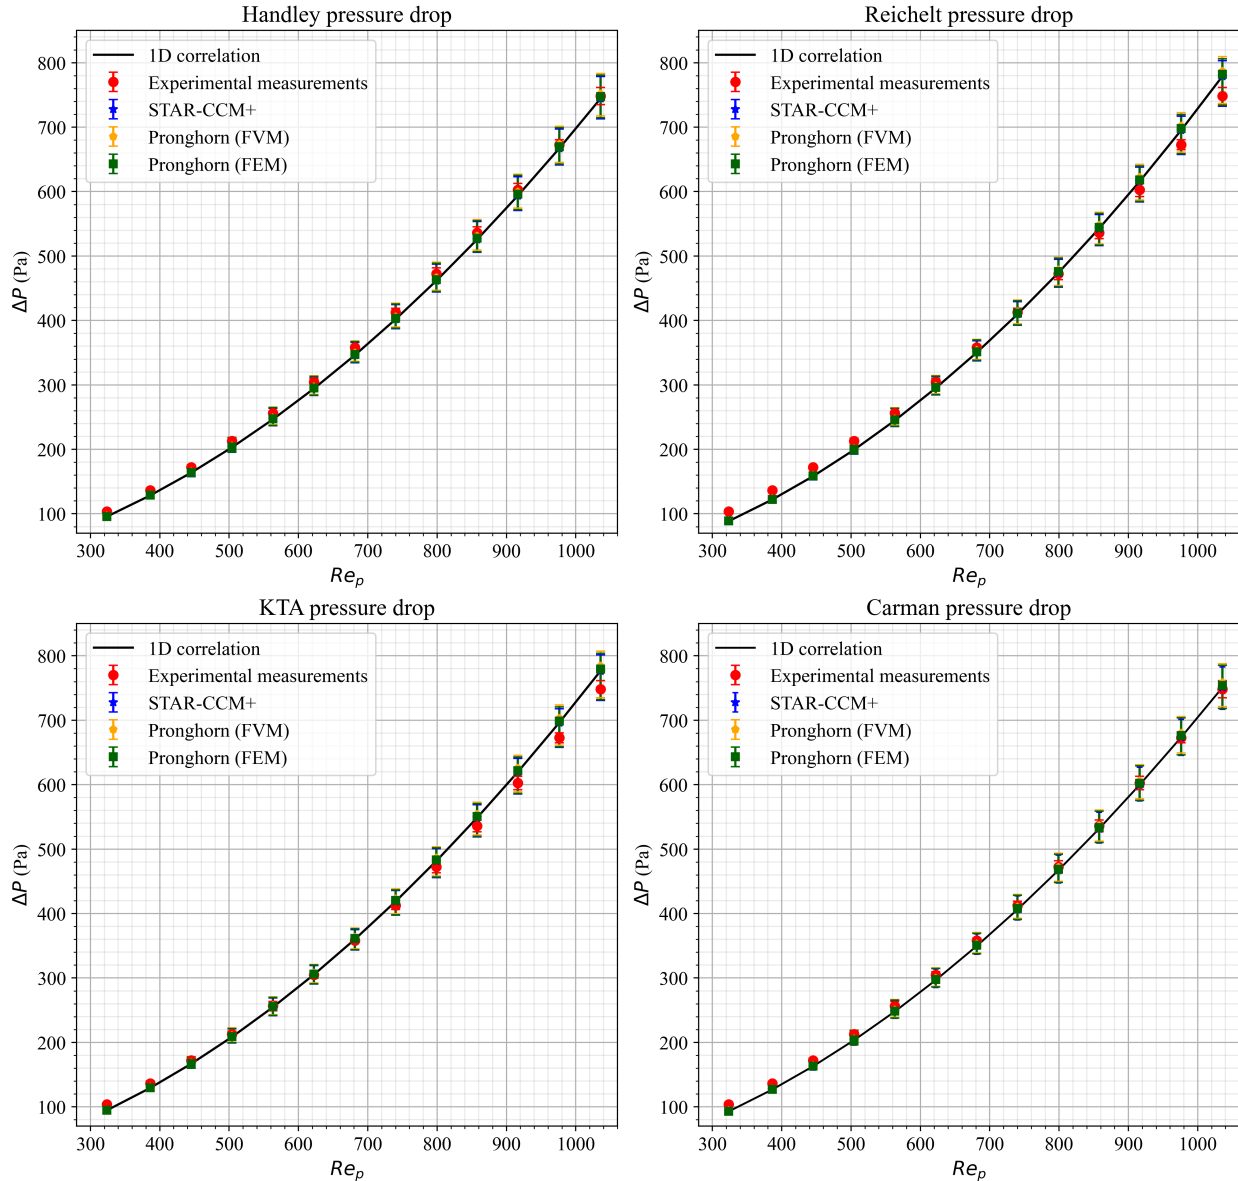 Handley pressure drop
1D correlation
Experimental measurements
STAR-CCM+
Pronghorn (FVM)
Pronghorn (FEM)
800
700
600
500
400
300
200
100
ΔP (Pa)
300 400 500 600 700 800 900 1000
Re_p
Reichelt pressure drop
1D correlation
Experimental measurements
STAR-CCM+
Pronghorn (FVM)
Pronghorn (FEM)
800
700
600
500
400
300
200
100
ΔP (Pa)
300 400 500 600 700 800 900 1000
Re_p
KTA pressure drop
1D correlation
Experimental measurements
STAR-CCM+
Pronghorn (FVM)
Pronghorn (FEM)
800
700
600
500
400
300
200
100
ΔP (Pa)
300 400 500 600 700 800 900 1000
Re_p
Carman pressure drop
1D correlation
Experimental measurements
STAR-CCM+
Pronghorn (FVM)
Pronghorn (FEM)
800
700
600
500
400
300
200
100
ΔP (Pa)
300 400 500 600 700 800 900 1000
Re_p